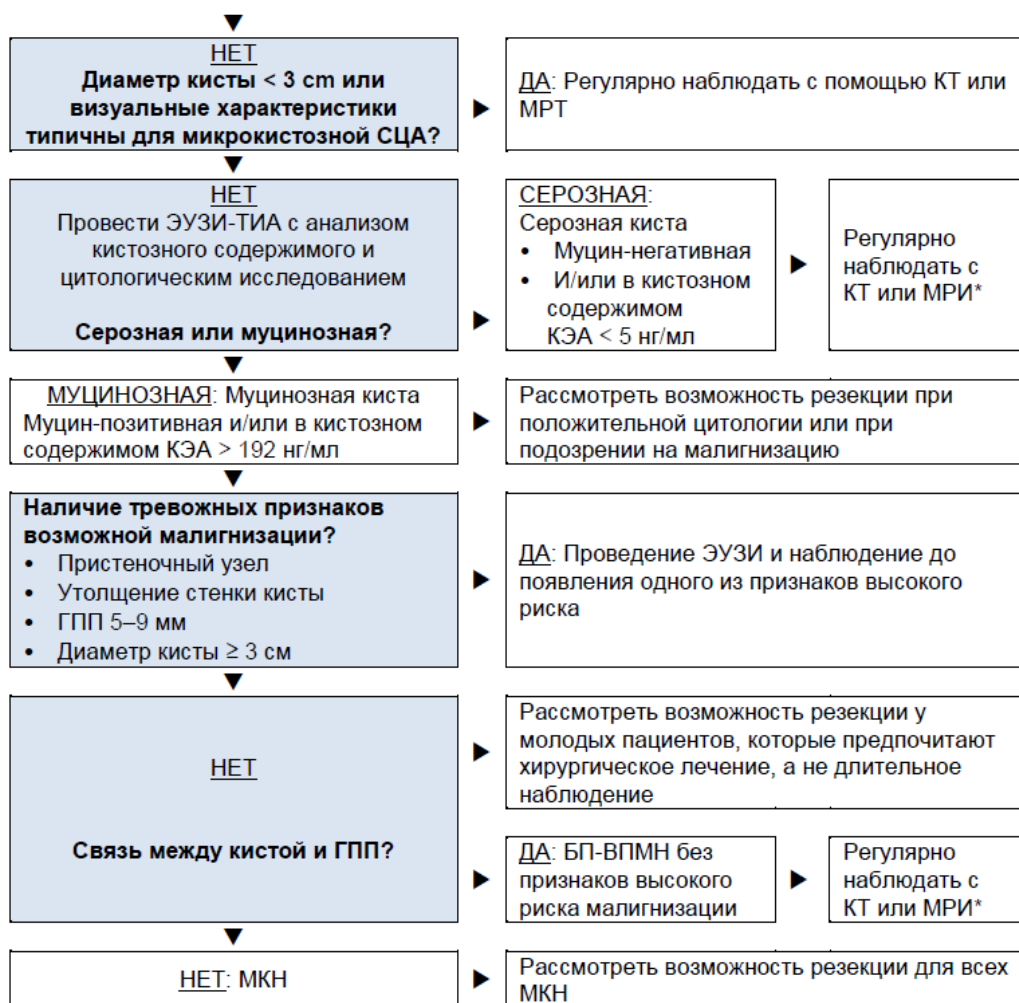 НЕТ
Диаметр кисты < 3 cm или
визуальные характеристики
типичны для микрокистозной СЦА?
ДА: Регулярно наблюдать с помощью КТ или
МРТ
НЕТ
Провести ЭУЗИ-ТИА с анализом
кистозного содержимого и
цитологическим исследованием
Серозная или муцинозная?
СЕРОЗНАЯ:
Серозная киста
• Муцин-негативная
• И/или в кистозном
содержимом
КЭА < 5 нг/мл
Регулярно
наблюдать с
КТ или МРИ*
МУЦИНОЗНАЯ: Муцинозная киста
Муцин-позитивная и/или в кистозном
содержимом КЭА > 192 нг/мл
Рассмотреть возможность резекции при
положительной цитологии или при
подозрении на малигнизацию
Наличие тревожных признаков
возможной малигнизации?
• Пристеночный узел
• Утолщение стенки кисты
• ГПП 5–9 мм
• Диаметр кисты ≥ 3 см
ДА: Проведение ЭУЗИ и наблюдение до
появления одного из признаков высокого
риска
НЕТ
Связь между кистой и ГПП?
Рассмотреть возможность резекции у
молодых пациентов, которые предпочитают
хирургическое лечение, а не длительное
наблюдение
ДА: БП-ВПМН без
признаков высокого
риска малигнизации
Регулярно
наблюдать с
КТ или МРИ*
НЕТ: МКН
Рассмотреть возможность резекции для всех
МКН